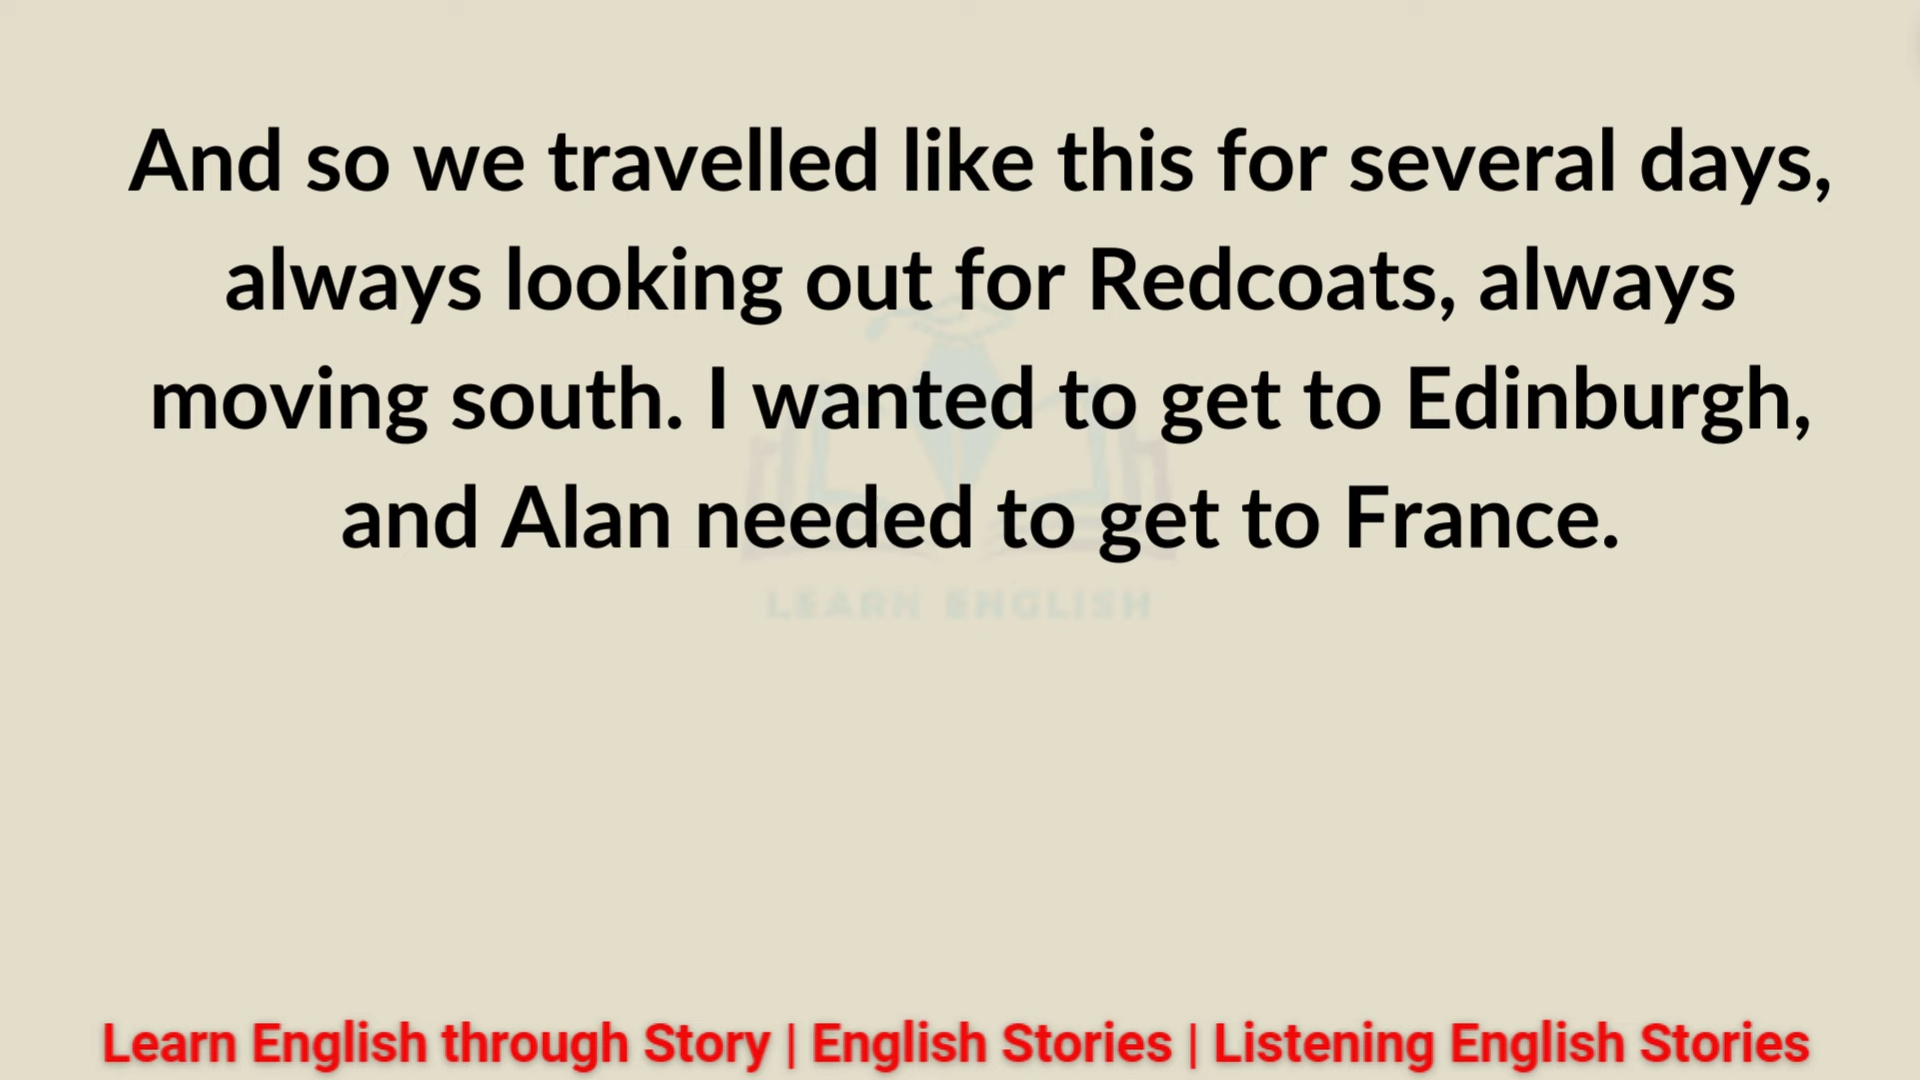 And so we travelled like this for several days,
always looking out for Redcoats, always
moving south. I wanted to get to Edinburgh,
and Alan needed to get to France.
LEARN ENGLISH
Learn English through Story | English Stories | Listening English Stories